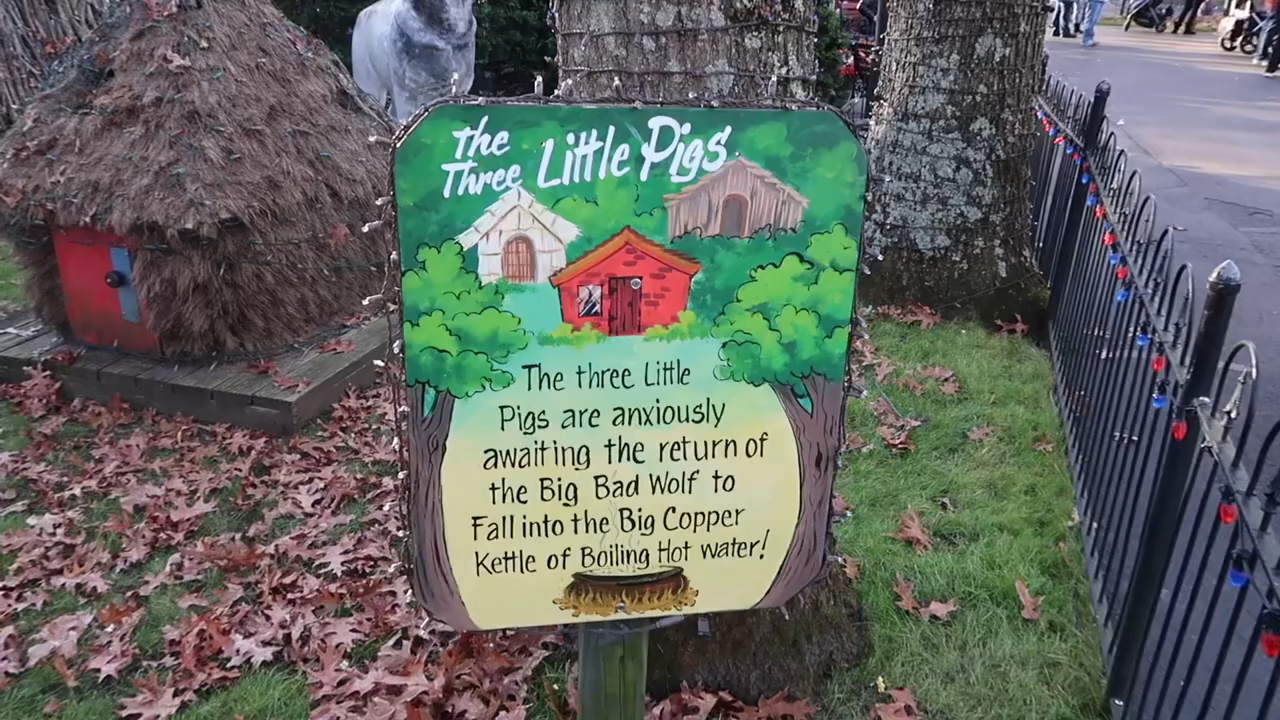 The
Three Little Pigs
The three Little
Pigs are anxiously
awaiting the return of
the Big Bad Wolf to
Fall into the Big Copper
Kettle of Boiling Hot water!